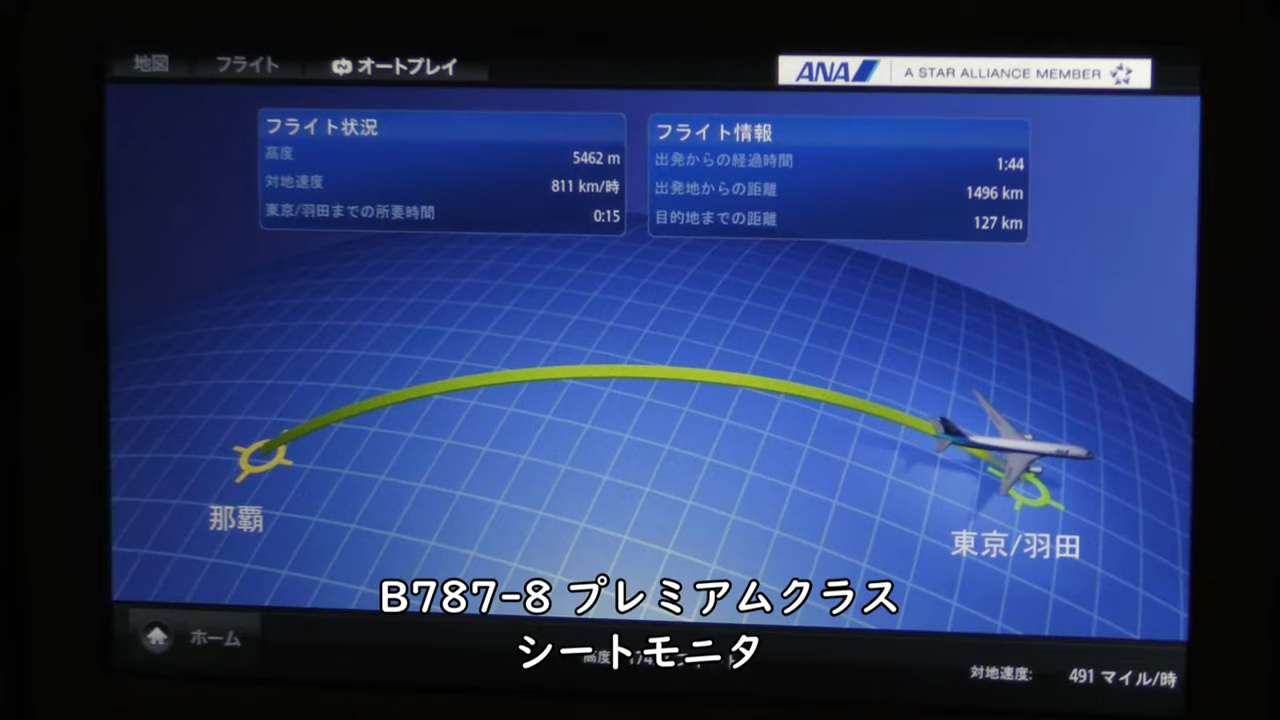 地図 フライト オートプレイ
ANA A STAR ALLIANCE MEMBER
フライト状況
高度 5462 m
対地速度 811 km/時
東京/羽田までの所要時間 0:15
フライト情報
出発からの経過時間 1:44
出発地からの距離 1496 km
目的地までの距離 127 km
那覇
東京/羽田
B787-8 プレミアムクラス
シートモニタ
ホーム
高度
対地速度: 491 マイル/時